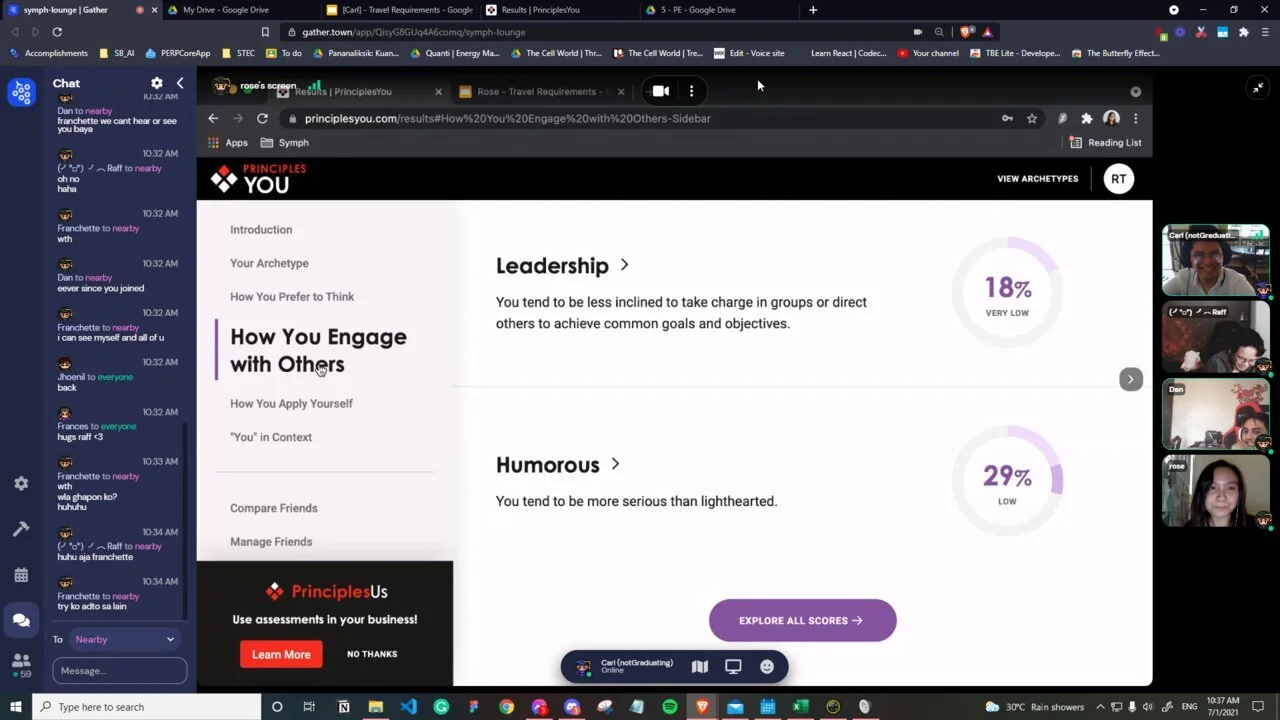 symph-lounge | Gather
My Drive - Google Drive
[Carl] - Travel Requirements - Google
Results | PrinciplesYou
5 - PE - Google Drive
gather.town/app/QisyG8GUq4A6comq/symph-lounge
Accomplishments
SB_AI
PERPCoreApp
STEC
To do
Pananaliksik: Kuan...
Quanti | Energy Ma...
The Cell World | Thr...
The Cell World | Tre...
Edit - Voice site
Learn React | Codec...
Your channel
TBE Lite - Develope...
The Butterfly Effect...
Chat
10:32 AM
Dan to nearby
franchette we cant hear or see
you baya
10:32 AM
Raff to nearby
oh no
haha
10:32 AM
Franchette to nearby
wth
10:32 AM
Dan to nearby
eever since you joined
10:32 AM
Franchette to nearby
i can see myself and all of u
10:32 AM
Jhoenil to everyone
back
10:32 AM
Frances to everyone
hugs raff <3
10:33 AM
Franchette to nearby
wth
wla ghapon ko?
huhuhu
10:34 AM
Raff to nearby
huhu aja franchette
10:34 AM
Franchette to nearby
try ko adto sa lain
To Nearby
Message...
59
rose's screen
Results | PrinciplesYou
Rose - Travel Requirements -
principlesyou.com/results#How%20You%20Engage%20with%20Others-Sidebar
Apps
Symph
Reading List
PRINCIPLES
YOU
VIEW ARCHETYPES
RT
Introduction
Your Archetype
How You Prefer to Think
How You Engage
with Others
How You Apply Yourself
"You" in Context
Compare Friends
Manage Friends
PrinciplesUs
Use assessments in your business!
Learn More
NO THANKS
Leadership >
You tend to be less inclined to take charge in groups or direct
others to achieve common goals and objectives.
18%
VERY LOW
Humorous >
You tend to be more serious than lighthearted.
29%
LOW
EXPLORE ALL SCORES →
Carl (notGraduating)
Online
Carl (notGraduati...
Raff
Dan
rose
Type here to search
30°C Rain showers
10:37 AM
7/1/2021